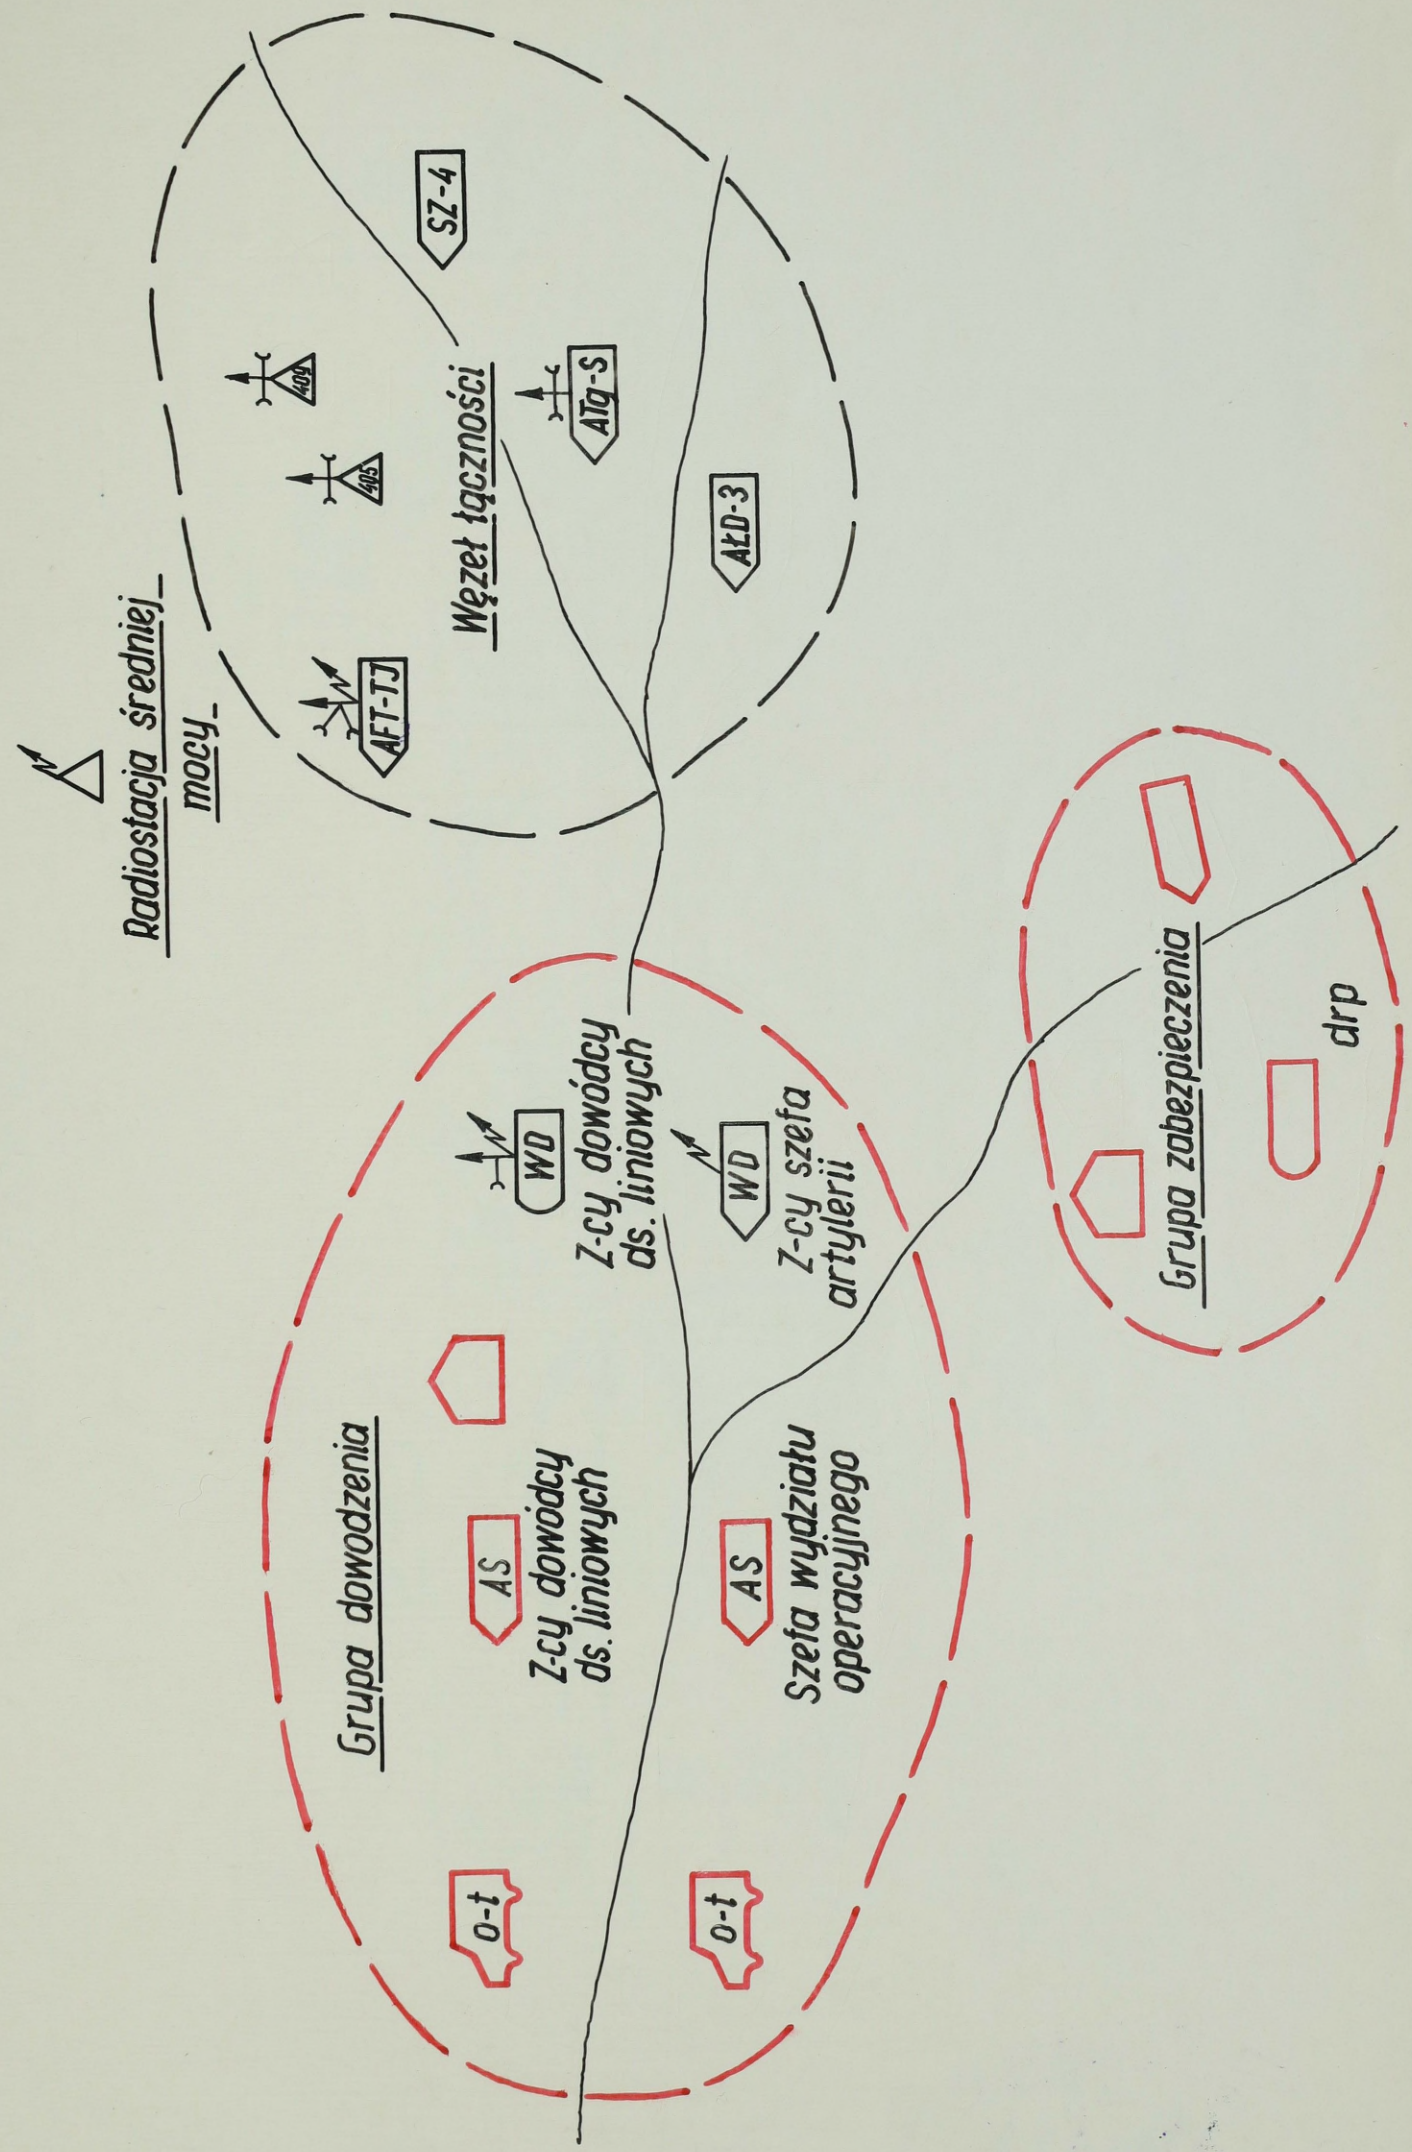 Radiostacja średniej
mocy
409
405
AFT-TJ
SZ-4
Węzeł łączności
ATg-S
AŁD-3
Grupa dowodzenia
O-t
AS
Z-cy dowódcy
ds. liniowych
WD
Z-cy dowódcy
ds. liniowych
O-t
AS
Szefa wydziału
operacyjnego
WD
Z-cy szefa
artylerii
Grupa zabezpieczenia
drp